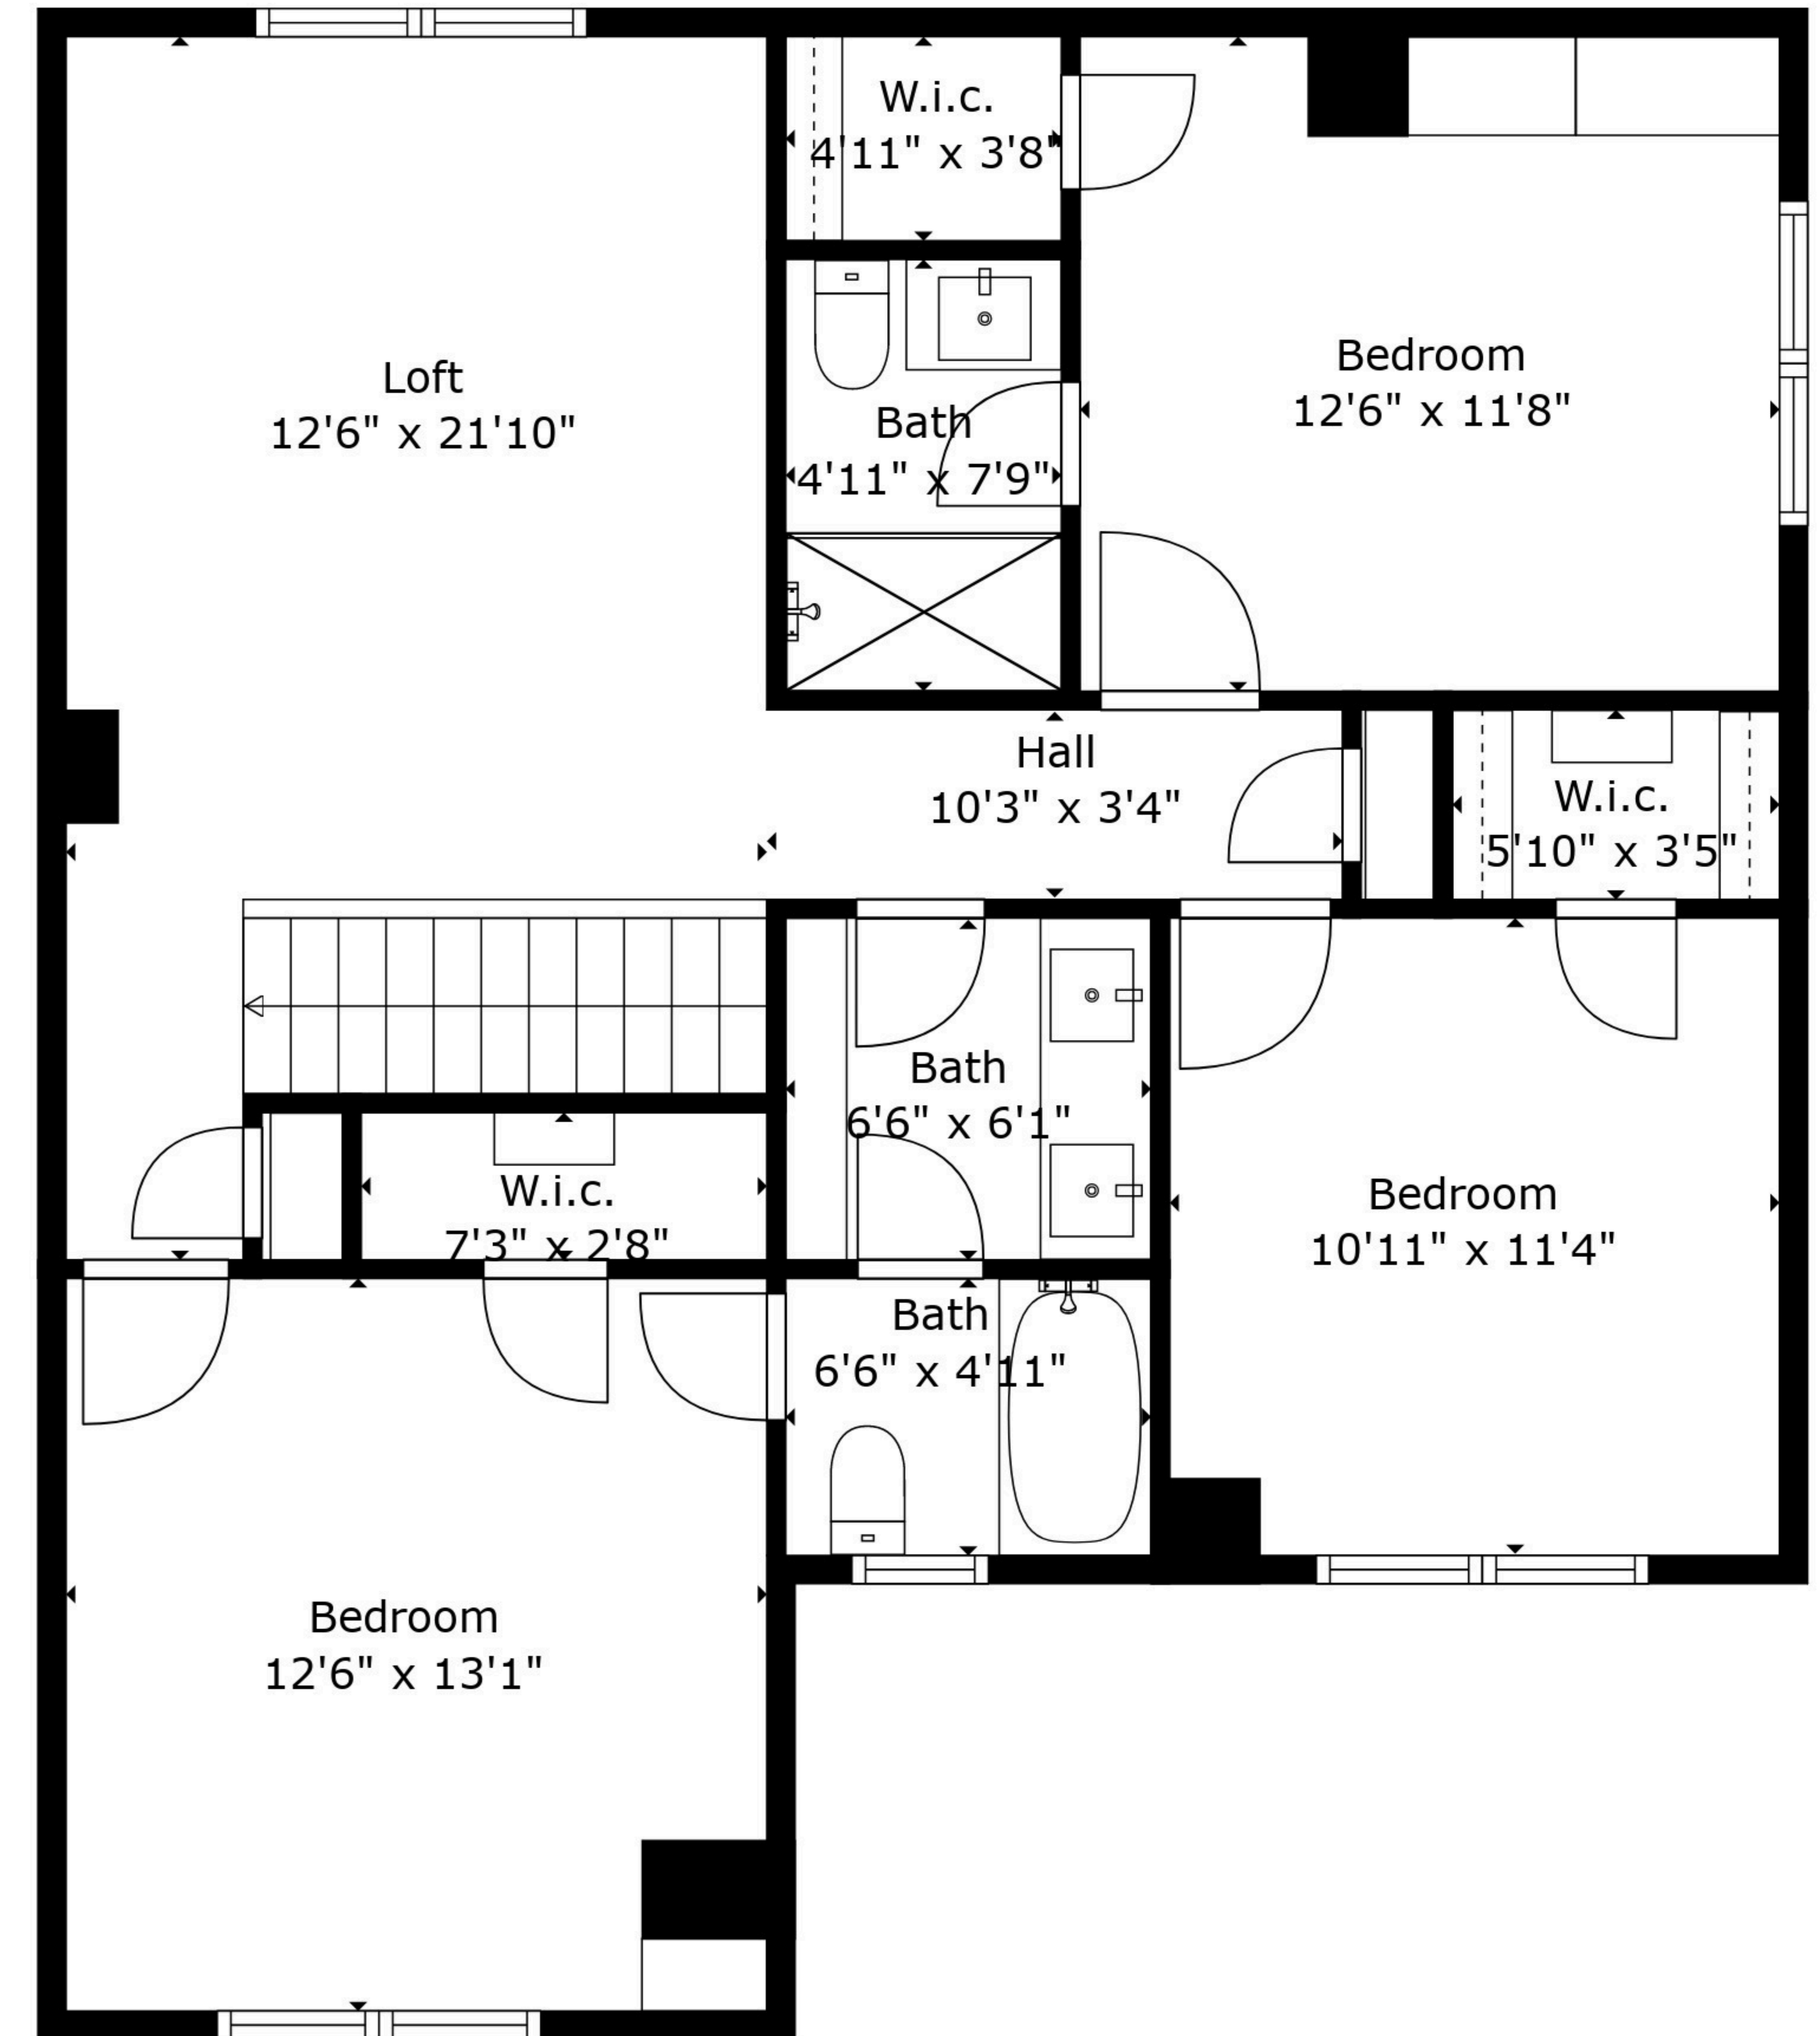 W.i.c.
4'11" x 3'8"
Loft
12'6" x 21'10"
Bath
4'11" x 7'9"
Bedroom
12'6" x 11'8"
Hall
10'3" x 3'4"
W.i.c.
5'10" x 3'5"
Bath
6'6" x 6'1"
W.i.c.
7'3" x 2'8"
Bedroom
10'11" x 11'4"
Bath
6'6" x 4'11"
Bedroom
12'6" x 13'1"